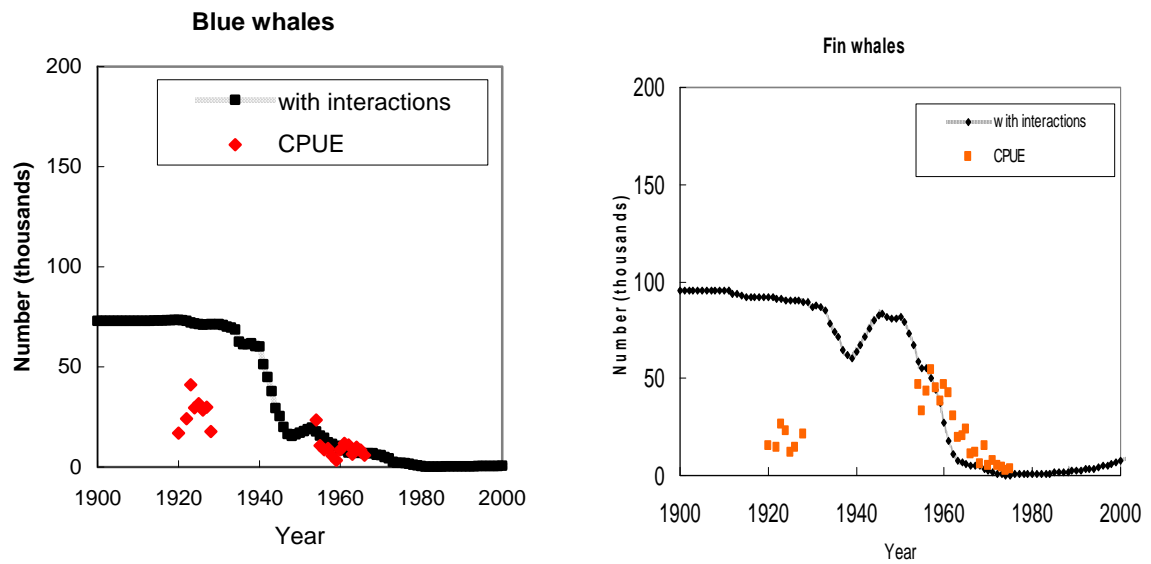 Blue whales
200
150
100
50
0
1900 1920 1940 1960 1980 2000
Number (thousands)
Year
with interactions
CPUE
Fin whales
200
150
100
50
0
1900 1920 1940 1960 1980 2000
Number (thousands)
Year
with interactions
CPUE